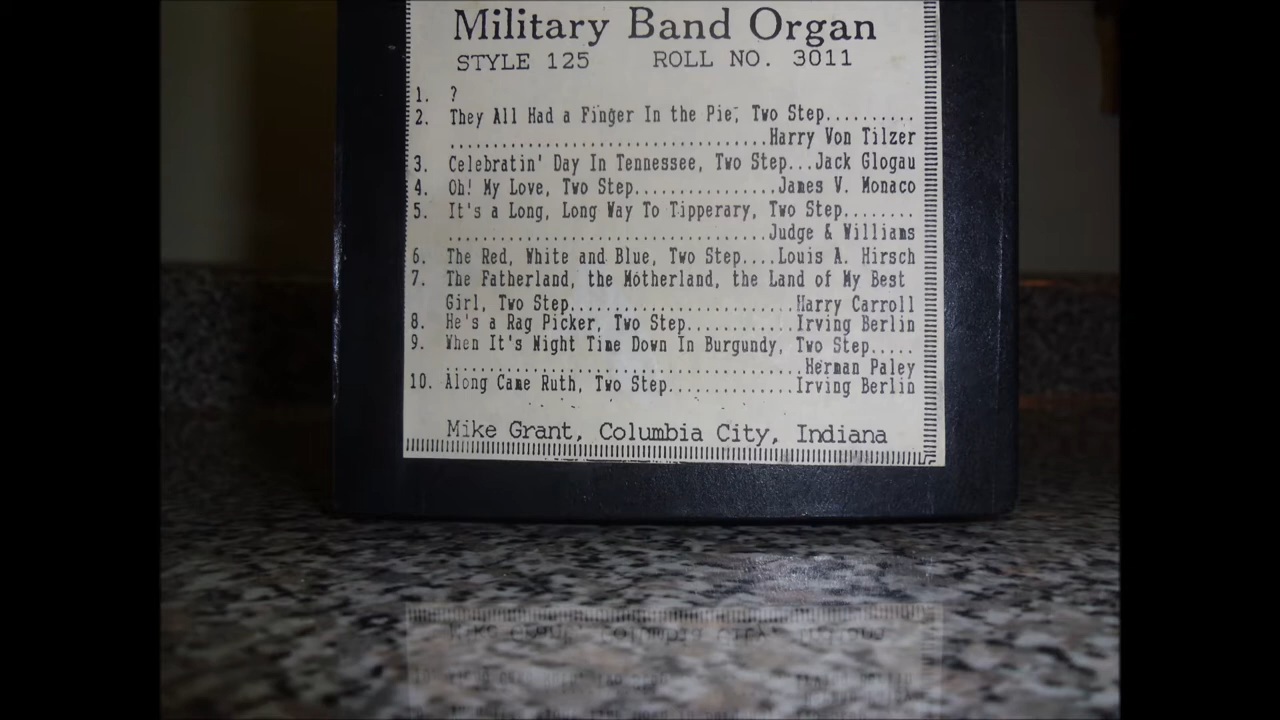 Military Band Organ
STYLE 125 ROLL NO. 3011
1. ?
2. They All Had a Finger In the Pie, Two Step..........
...................................Harry Von Tilzer
3. Celebratin' Day In Tennessee, Two Step...Jack Glogau
4. Oh! My Love, Two Step................James V. Monaco
5. It's a Long, Long Way To Tipperary, Two Step........
...................................Judge & Williams
6. The Red, White and Blue, Two Step....Louis A. Hirsch
7. The Fatherland, the Motherland, the Land of My Best
Girl, Two Step.........................Harry Carroll
8. He's a Rag Picker, Two Step............Irving Berlin
9. When It's Night Time Down In Burgundy, Two Step.....
.......................................Herman Paley
10. Along Came Ruth, Two Step..............Irving Berlin
Mike Grant, Columbia City, Indiana